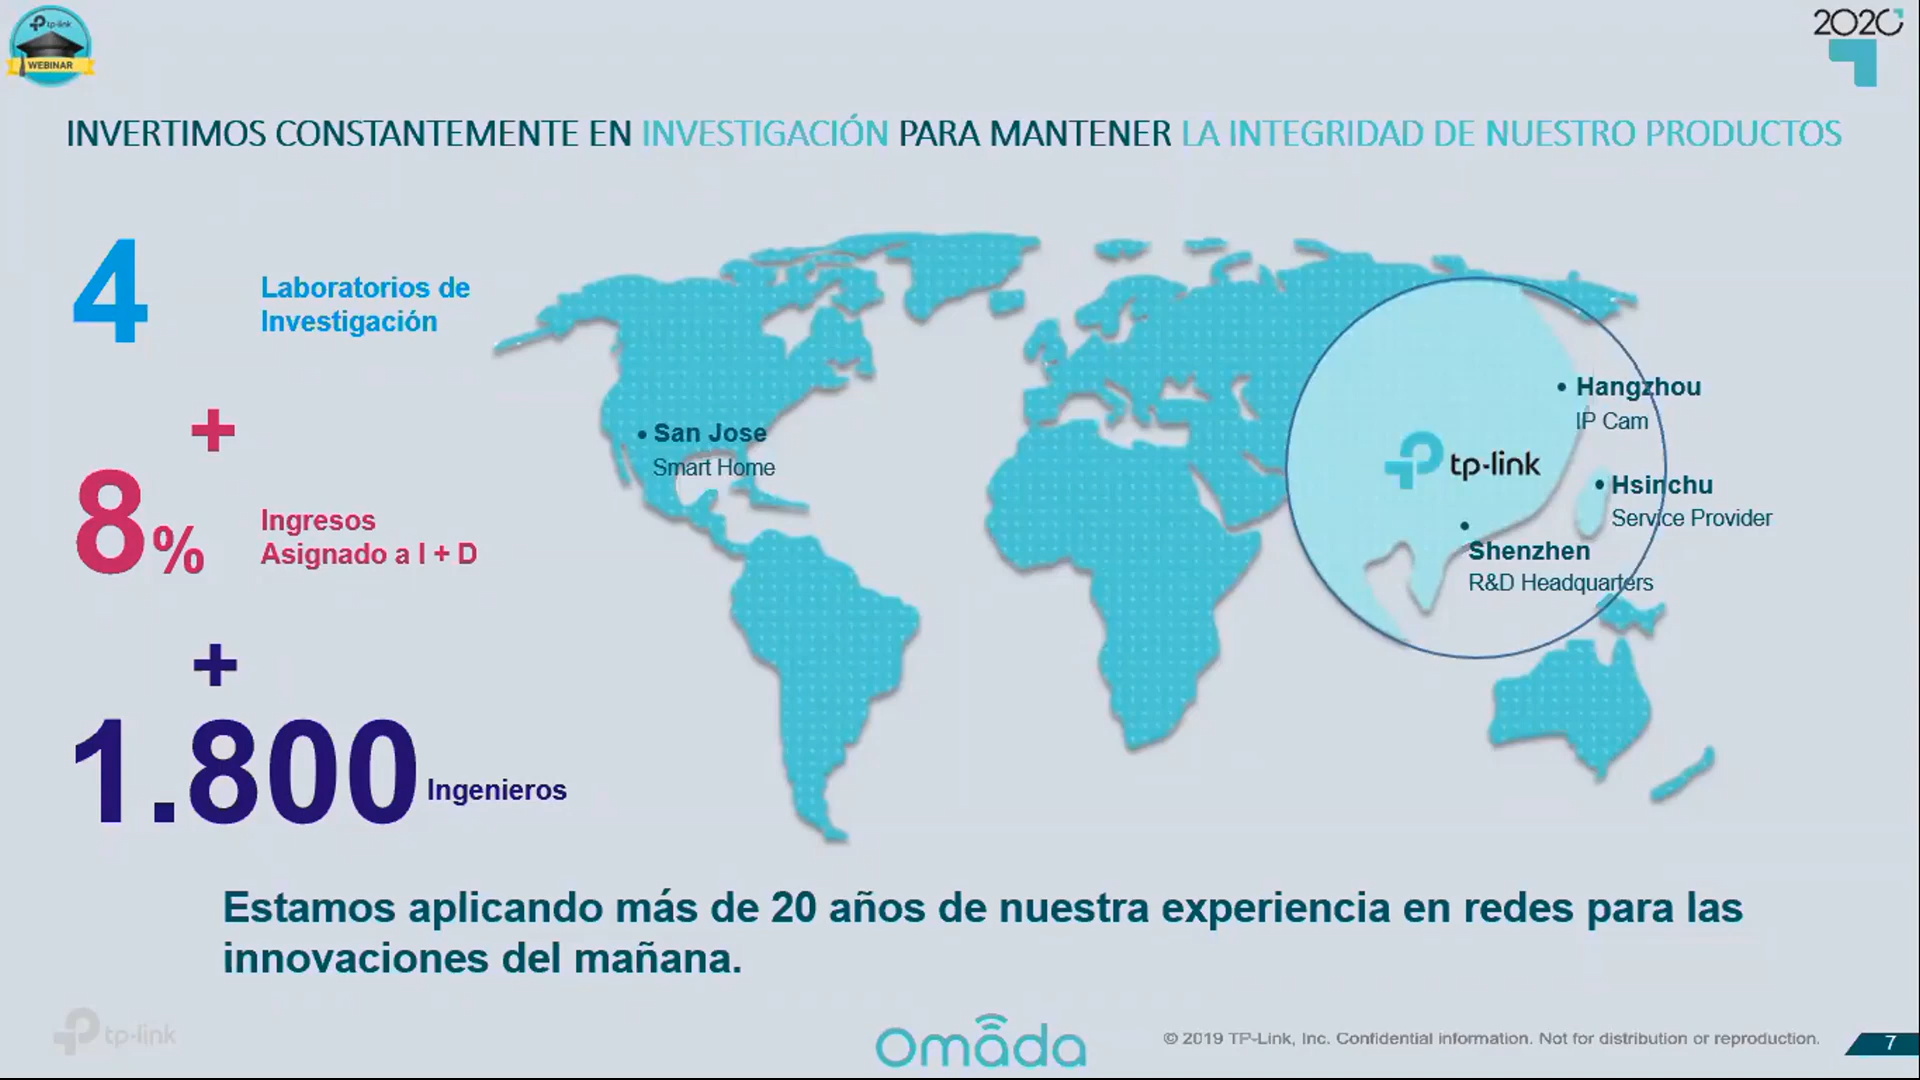 tp-link
WEBINAR
2020
INVERTIMOS CONSTANTEMENTE EN INVESTIGACIÓN PARA MANTENER LA INTEGRIDAD DE NUESTRO PRODUCTOS
4
Laboratorios de
Investigación
+
8%
Ingresos
Asignado a I + D
+
1.800
Ingenieros
San Jose
Smart Home
Hangzhou
IP Cam
tp-link
Hsinchu
Service Provider
Shenzhen
R&D Headquarters
Estamos aplicando más de 20 años de nuestra experiencia en redes para las
innovaciones del mañana.
tp-link
omada
© 2019 TP-Link, Inc. Confidential information. Not for distribution or reproduction.
7